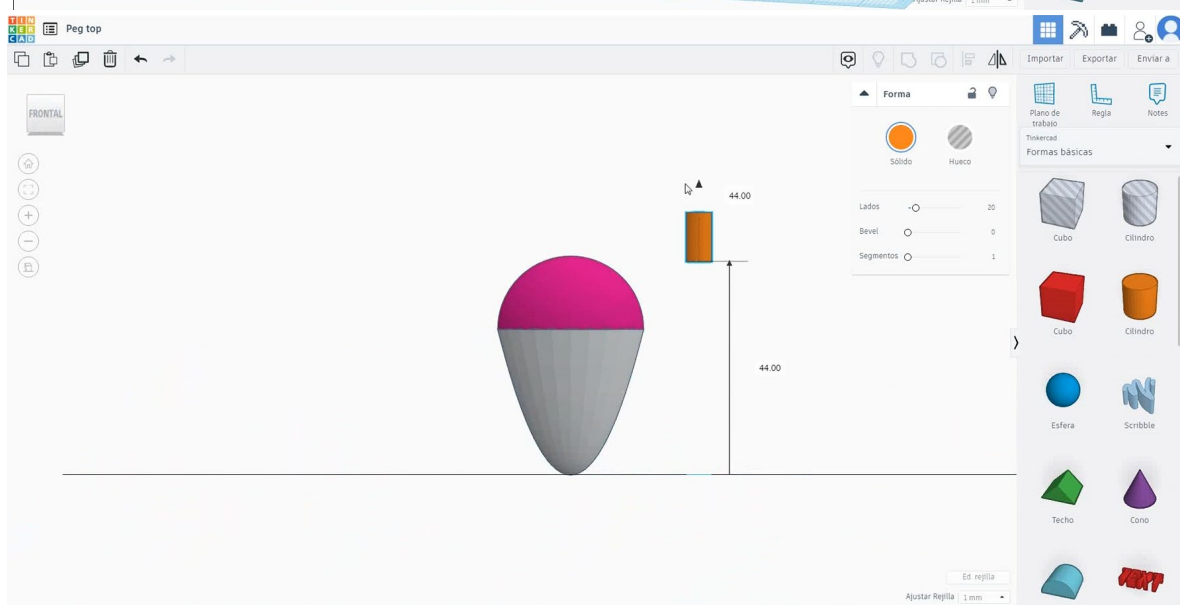 Ajustar Rejilla 1 mm
TIN
KER
CAD
Peg top
Importar
Exportar
Enviar a
FRONTAL
Forma
Sólido
Hueco
Lados
20
Bevel
0
Segmentos
1
44.00
44.00
Plano de
trabajo
Regla
Notes
Tinkercad
Formas básicas
Cubo
Cilindro
Cubo
Cilindro
Esfera
Scribble
Techo
Cono
TEXT
Ed. rejilla
Ajustar Rejilla 1 mm